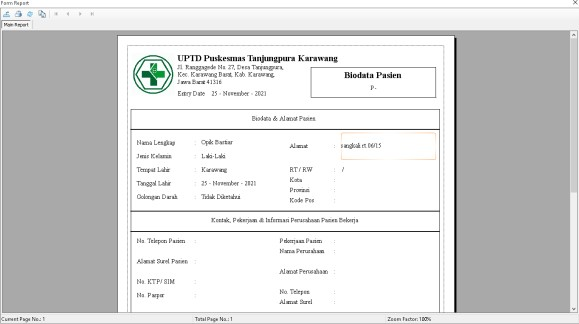 Form Report
Main Report
UPTD Puskesmas Tanjungpura Karawang
Jl. Ranggagede No. 27, Desa Tanjungpura,
Kec. Karawang Barat, Kab. Karawang,
Jawa Barat 41316
Entry Date 25 - November - 2021
Biodata Pasien
P.
Biodata & Alamat Pasien
Nama Lengkap : Opik Bastiar
Alamat : rangkak rt.06/15
Jenis Kelamin : Laki-Laki
Tempat Lahir : Karawang
RT / RW : /
Tanggal Lahir : 25 - November - 2021
Kota :
Provinsi :
Golongan Darah : Tidak Diketahui
Kode Pos :
Kontak, Pekerjaan & Informasi Perusahaan Pasien Bekerja
No. Telepon Pasien :
Pekerjaan Pasien :
Nama Perusahaan :
Alamat Surel Pasien :
Alamat Perusahaan :
No. KTP/ SIM :
No. Paspor :
No. Telepon :
Alamat Surel :
Current Page No.: 1
Total Page No.: 1
Zoom Factor: 100%